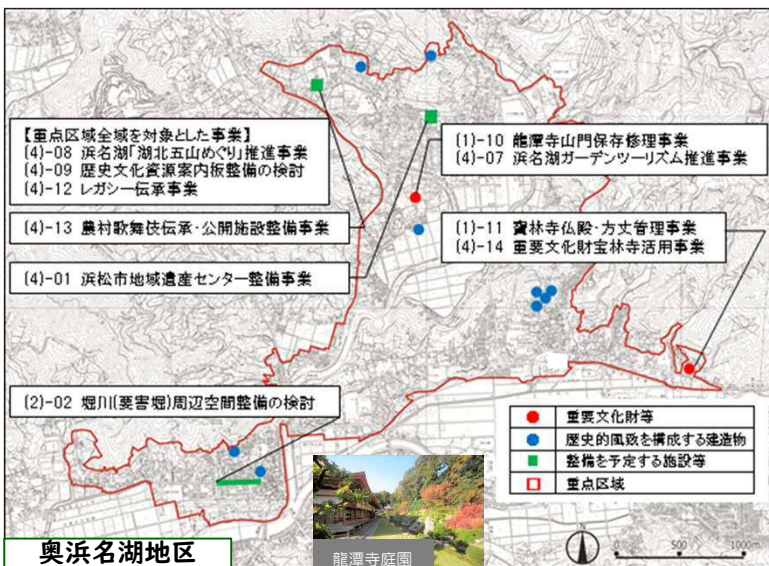 【重点区域全域を対象とした事業】
(4)-08 浜名湖「湖北五山めぐり」推進事業
(4)-09 歴史文化資源案内板整備の検討
(4)-12 レガシー伝承事業
(4)-13 農村歌舞伎伝承・公開施設整備事業
(4)-01 浜松市地域遺産センター整備事業
(1)-10 龍潭寺山門保存修理事業
(4)-07 浜名湖ガーデンツーリズム推進事業
(1)-11 寶林寺仏殿・方丈管理事業
(4)-14 重要文化財宝林寺活用事業
(2)-02 堀川(要害堀)周辺空間整備の検討
重要文化財等
歴史的風致を構成する建造物
整備を予定する施設等
重点区域
奥浜名湖地区
龍潭寺庭園
N
0 500 1000m